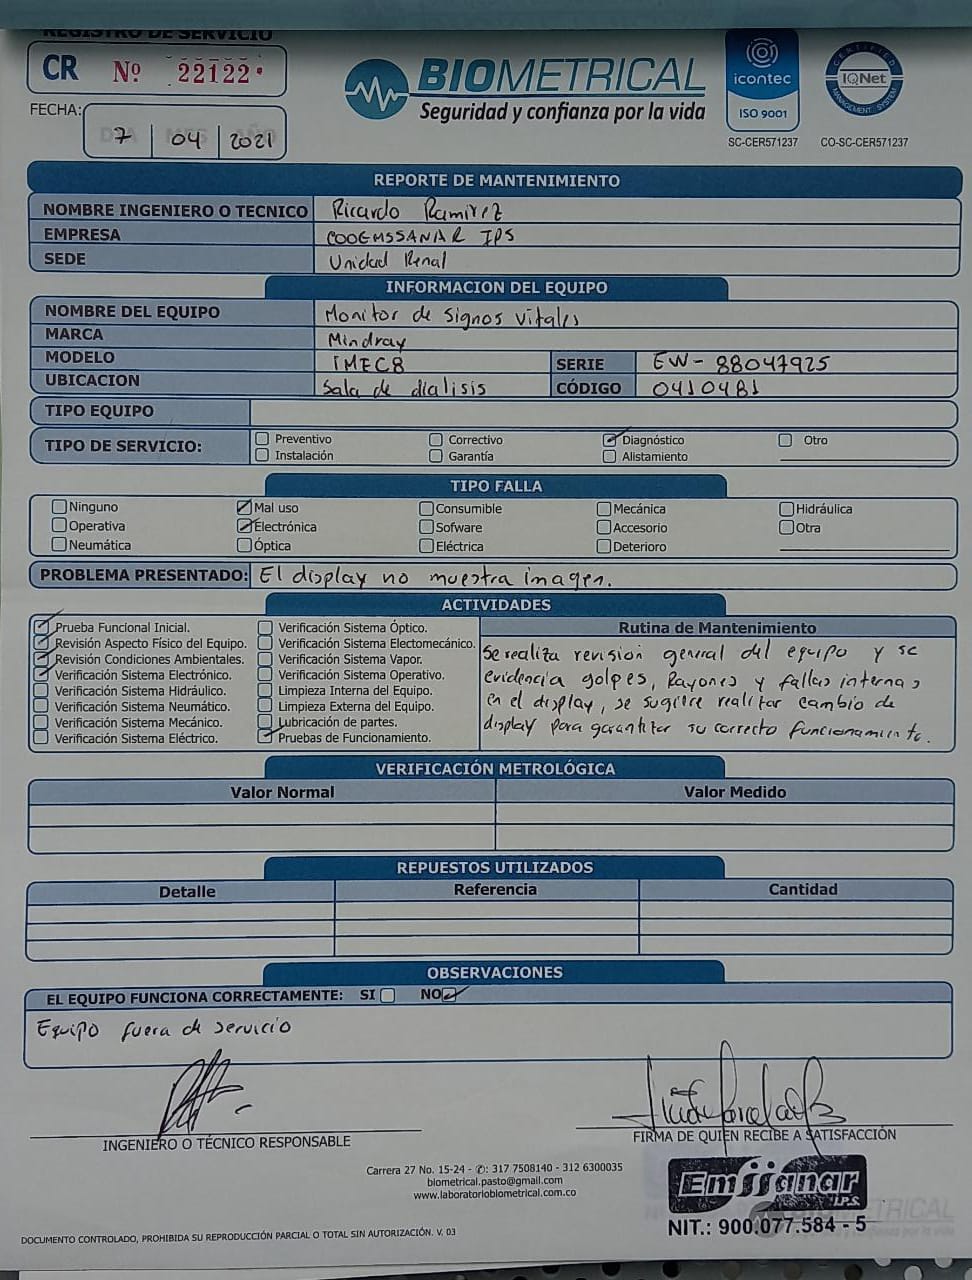 REGISTRO DE SERVICIO
CR Nº 22122
FECHA: 7 04 2021
BIOMETRICAL
Seguridad y confianza por la vida
icontec
ISO 9001
SC-CER571237
CERTIFIED
IQNet
MANAGEMENT SYSTEM
CO-SC-CER571237
REPORTE DE MANTENIMIENTO
NOMBRE INGENIERO O TECNICO Ricardo Ramirez
EMPRESA COOEMSSANAR IPS
SEDE Unidad Renal
INFORMACION DEL EQUIPO
NOMBRE DEL EQUIPO Monitor de Signos vitales
MARCA Mindray
MODELO IMEC8 SERIE EW-88047925
UBICACION Sala de dialisis CÓDIGO 0410481
TIPO EQUIPO
TIPO DE SERVICIO: Preventivo Correctivo Diagnóstico Otro
Instalación Garantía Alistamiento
TIPO FALLA
Ninguno Mal uso Consumible Mecánica Hidráulica
Operativa Electrónica Sofware Accesorio Otra
Neumática Óptica Eléctrica Deterioro
PROBLEMA PRESENTADO: El display no muestra imagen.
ACTIVIDADES
Prueba Funcional Inicial.
Revisión Aspecto Físico del Equipo.
Revisión Condiciones Ambientales.
Verificación Sistema Electrónico.
Verificación Sistema Hidráulico.
Verificación Sistema Neumático.
Verificación Sistema Mecánico.
Verificación Sistema Eléctrico.
Verificación Sistema Óptico.
Verificación Sistema Electomecánico.
Verificación Sistema Vapor.
Verificación Sistema Operativo.
Limpieza Interna del Equipo.
Limpieza Externa del Equipo.
Lubricación de partes.
Pruebas de Funcionamiento.
Rutina de Mantenimiento
Se realiza revision general del equipo y se
evidencia golpes, Rayones y fallas internas
en el display, se sugiere realizar cambio de
display para garantizar su correcto funcionamiento.
VERIFICACIÓN METROLÓGICA
Valor Normal Valor Medido
REPUESTOS UTILIZADOS
Detalle Referencia Cantidad
OBSERVACIONES
EL EQUIPO FUNCIONA CORRECTAMENTE: SI NO
Equipo fuera de servicio
INGENIERO O TÉCNICO RESPONSABLE
FIRMA DE QUIEN RECIBE A SATISFACCIÓN
Carrera 27 No. 15-24 - ✆: 317 7508140 - 312 6300035
biometrical.pasto@gmail.com
www.laboratoriobiometrical.com.co
Emssanar
I.P.S.
NIT.: 900.077.584 - 5
DOCUMENTO CONTROLADO, PROHIBIDA SU REPRODUCCIÓN PARCIAL O TOTAL SIN AUTORIZACIÓN. V. 03